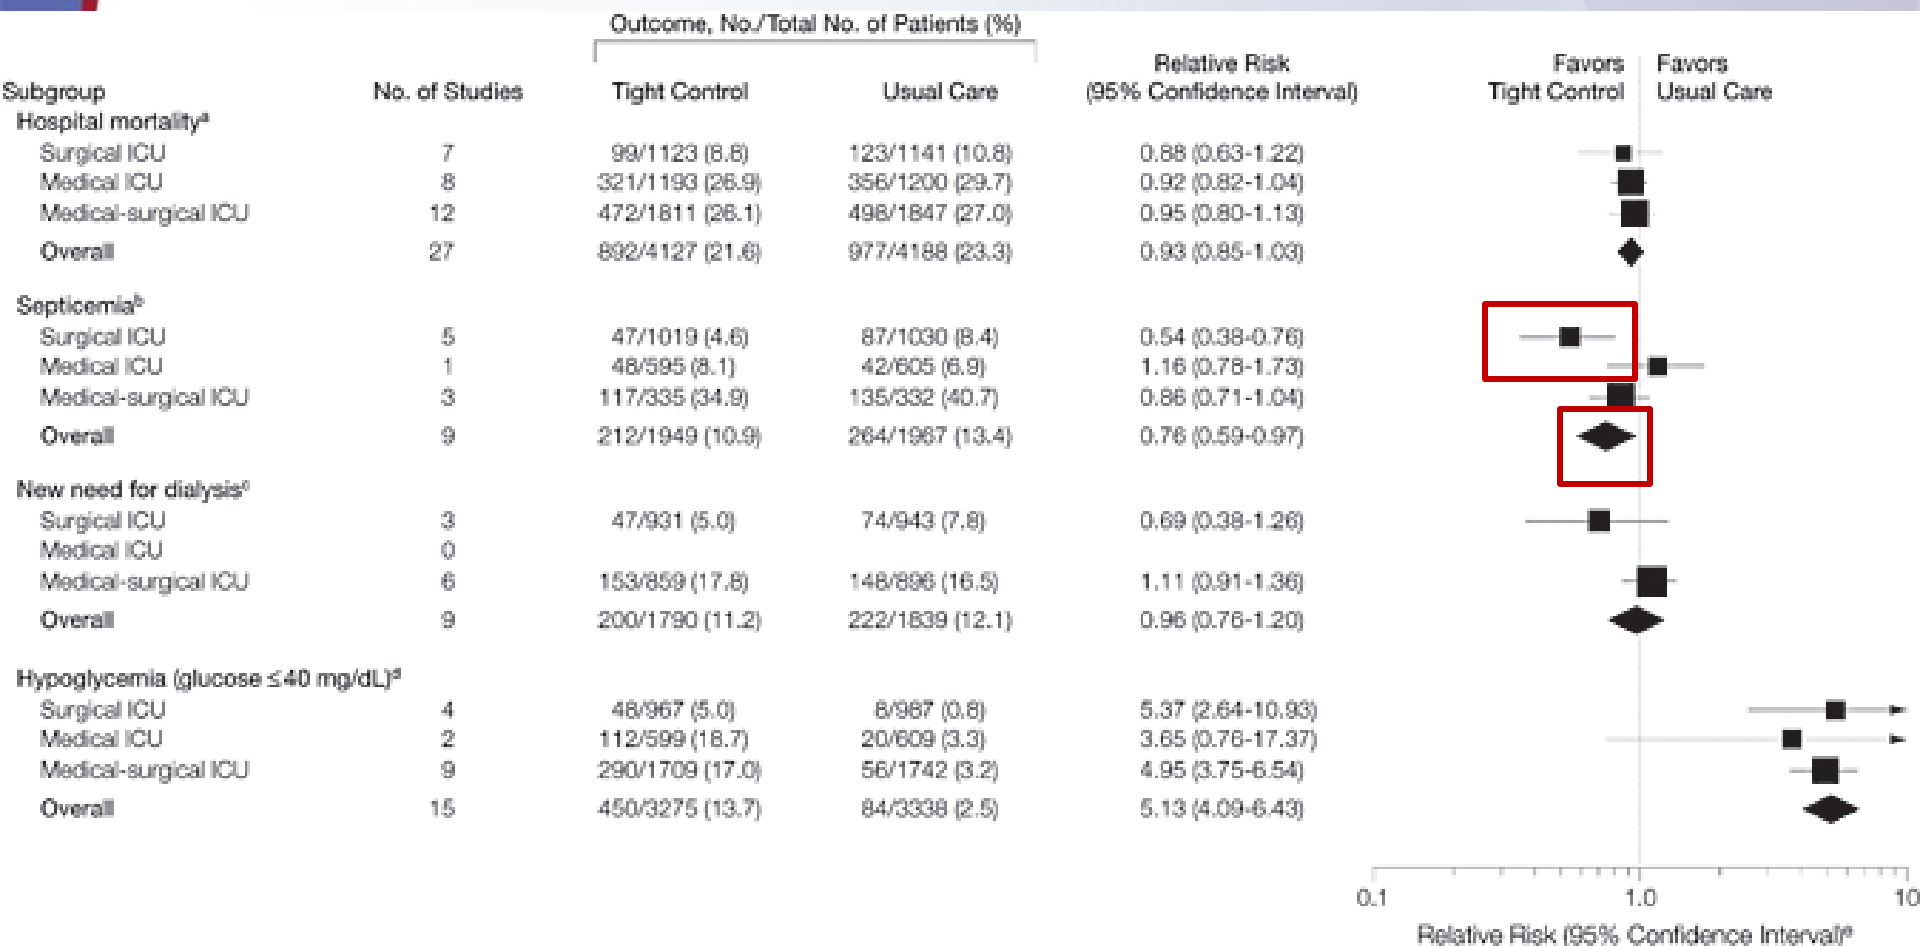 Outcome, No./Total No. of Patients (%)
Relative Risk Favors Favors
Subgroup No. of Studies Tight Control Usual Care (95% Confidence Interval) Tight Control Usual Care
Hospital mortalityᵃ
Surgical ICU 7 99/1123 (8.8) 123/1141 (10.8) 0.88 (0.63-1.22)
Medical ICU 8 321/1193 (26.9) 356/1200 (29.7) 0.92 (0.82-1.04)
Medical-surgical ICU 12 472/1811 (26.1) 498/1847 (27.0) 0.95 (0.80-1.13)
Overall 27 892/4127 (21.6) 977/4188 (23.3) 0.93 (0.85-1.03)
Septicemiaᵇ
Surgical ICU 5 47/1019 (4.6) 87/1030 (8.4) 0.54 (0.38-0.76)
Medical ICU 1 48/595 (8.1) 42/605 (6.9) 1.16 (0.78-1.73)
Medical-surgical ICU 3 117/335 (34.9) 135/332 (40.7) 0.86 (0.71-1.04)
Overall 9 212/1949 (10.9) 264/1967 (13.4) 0.76 (0.59-0.97)
New need for dialysisᶜ
Surgical ICU 3 47/931 (5.0) 74/943 (7.8) 0.69 (0.38-1.26)
Medical ICU 0
Medical-surgical ICU 6 153/859 (17.8) 148/896 (16.5) 1.11 (0.91-1.36)
Overall 9 200/1790 (11.2) 222/1839 (12.1) 0.96 (0.76-1.20)
Hypoglycemia (glucose ≤40 mg/dL)ᵈ
Surgical ICU 4 48/967 (5.0) 8/987 (0.8) 5.37 (2.64-10.93)
Medical ICU 2 112/599 (18.7) 20/609 (3.3) 3.65 (0.76-17.37)
Medical-surgical ICU 9 290/1709 (17.0) 56/1742 (3.2) 4.95 (3.75-6.54)
Overall 15 450/3275 (13.7) 84/3338 (2.5) 5.13 (4.09-6.43)
0.1 1.0 10
Relative Risk (95% Confidence Interval)ᵉ